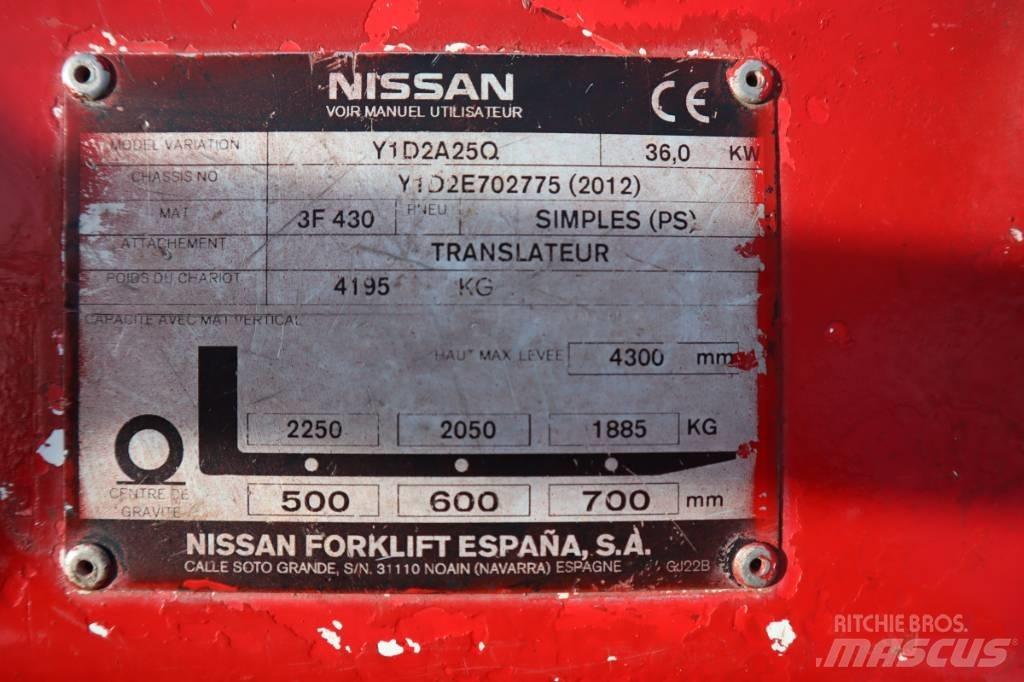 NISSAN
VOIR MANUEL UTILISATEUR
CE
MODEL VARIATION Y1D2A25Q 36,0 KW
CHASSIS NO Y1D2E702775 (2012)
MAT 3F 430 PNEU SIMPLES (PS)
ATTACHEMENT TRANSLATEUR
POIDS DU CHARIOT 4195 KG
CAPACITE AVEC MAT VERTICAL
HAUT MAX LEVEE 4300 mm
2250 2050 1885 KG
CENTRE DE GRAVITE 500 600 700 mm
NISSAN FORKLIFT ESPAÑA, S.A.
CALLE SOTO GRANDE, S/N. 31110 NOAIN (NAVARRA) ESPAGNE GJ22B
RITCHIE BROS.
MASCUS